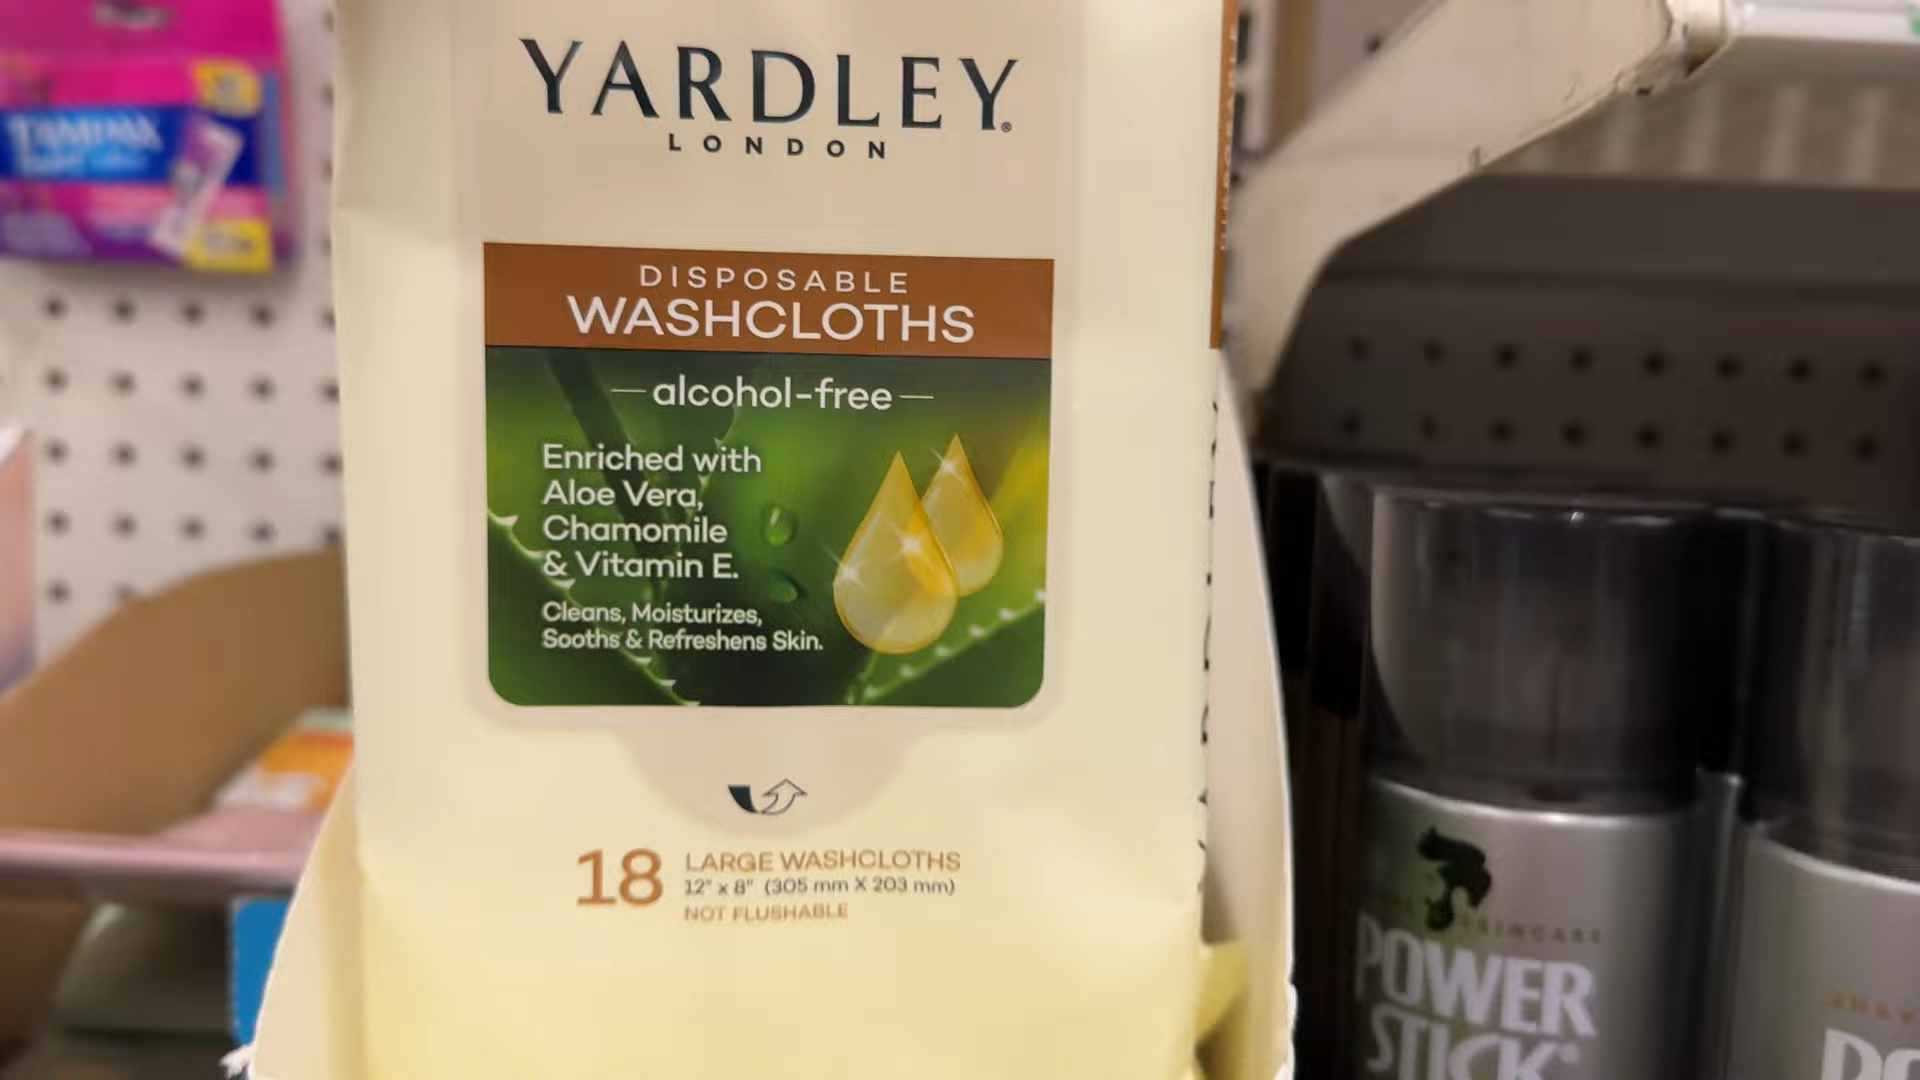 YARDLEY®
LONDON
DISPOSABLE
WASHCLOTHS
alcohol-free
Enriched with
Aloe Vera,
Chamomile
& Vitamin E.
Cleans, Moisturizes,
Sooths & Refreshens Skin.
18
LARGE WASHCLOTHS
12" x 8" (305 mm X 203 mm)
NOT FLUSHABLE
TAMPAX
POWER
STICK®